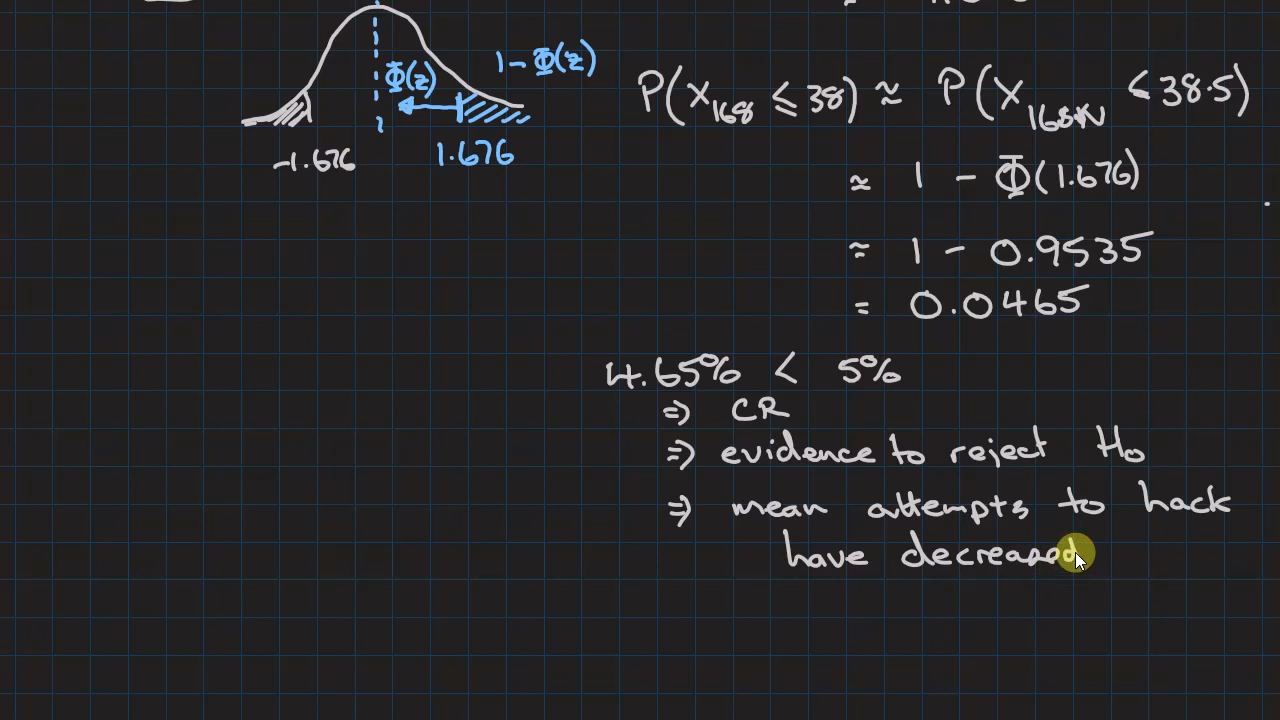 Φ(z)
1 - Φ(z)
-1.676
1.676
P(X₁₆₈ ≤ 38) ≈ P(X₁₆₈N ≤ 38.5)
≈ 1 - Φ(1.676)
≈ 1 - 0.9535
= 0.0465
4.65% < 5%
⇒ CR
⇒ evidence to reject H₀
⇒ mean attempts to hack
have decreased